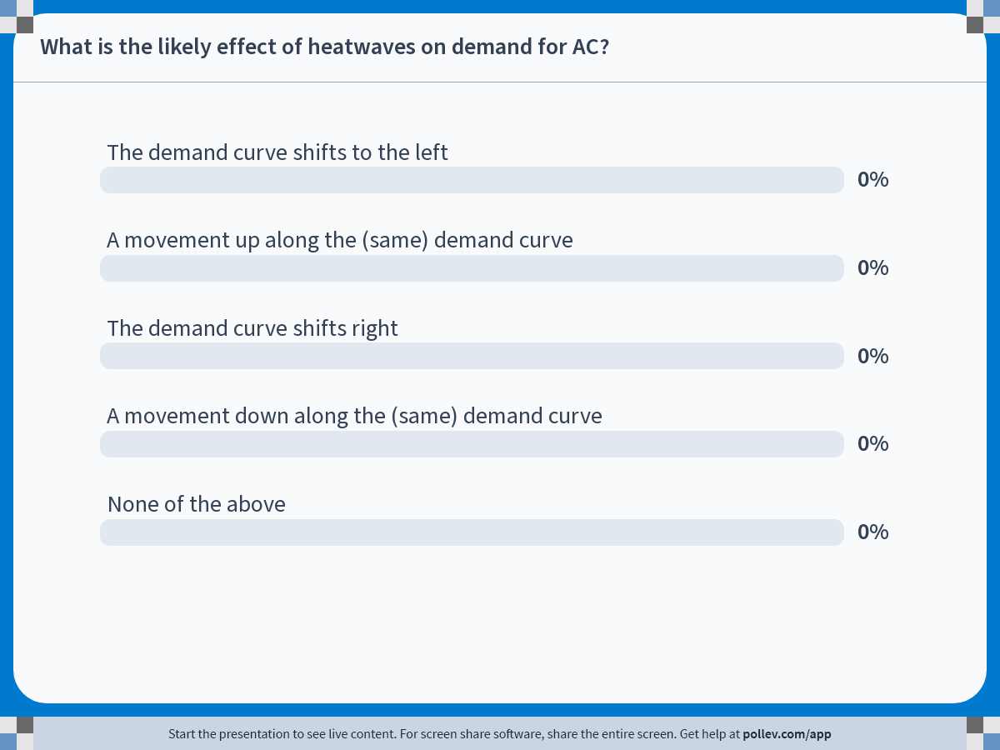 What is the likely effect of heatwaves on demand for AC?
The demand curve shifts to the left
0%
A movement up along the (same) demand curve
0%
The demand curve shifts right
0%
A movement down along the (same) demand curve
0%
None of the above
0%
Start the presentation to see live content. For screen share software, share the entire screen. Get help at pollev.com/app